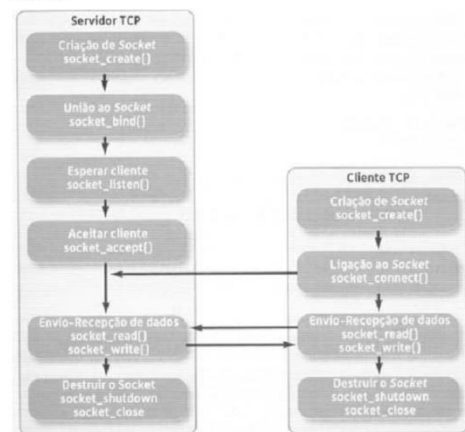 Servidor TCP
Criação de Socket
socket_create()
União ao Socket
socket_bind()
Esperar cliente
socket_listen()
Aceitar cliente
socket_accept()
Envio-Recepção de dados
socket_read()
socket_write()
Destruir o Socket
socket_shutdown
socket_close
Cliente TCP
Criação de Socket
socket_create()
Ligação ao Socket
socket_connect()
Envio-Recepção de dados
socket_read()
socket_write()
Destruir o Socket
socket_shutdown
socket_close